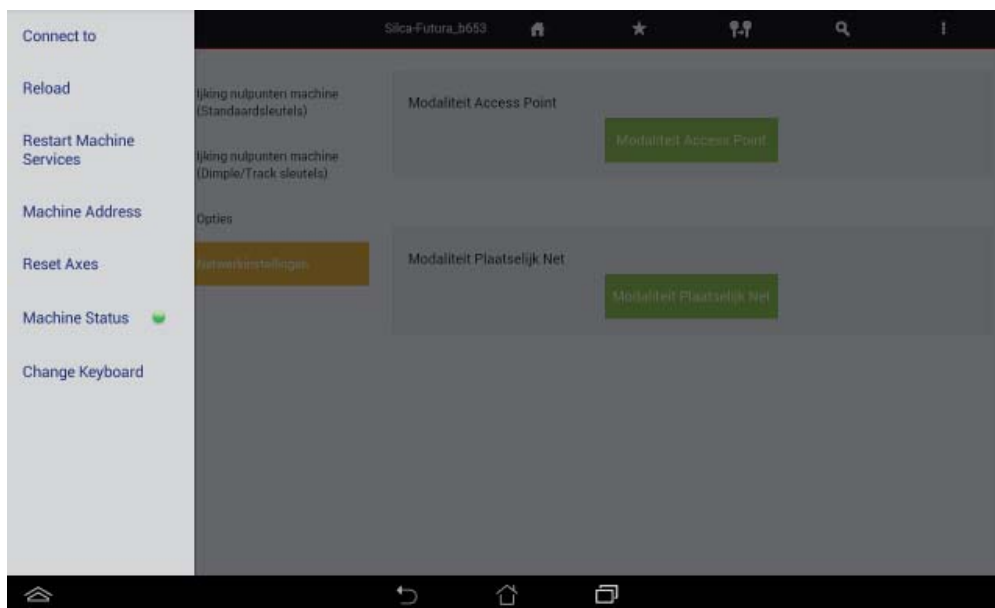 Connect to
Reload
Restart Machine
Services
Machine Address
Reset Axes
Machine Status
Change Keyboard
Silca-Futura_b653
Ijking nulpunten machine
(Standaardsleutels)
Ijking nulpunten machine
(Dimple/Track sleutels)
Opties
Netwerkinstellingen
Modaliteit Access Point
Modaliteit Access Point
Modaliteit Plaatselijk Net
Modaliteit Plaatselijk Net